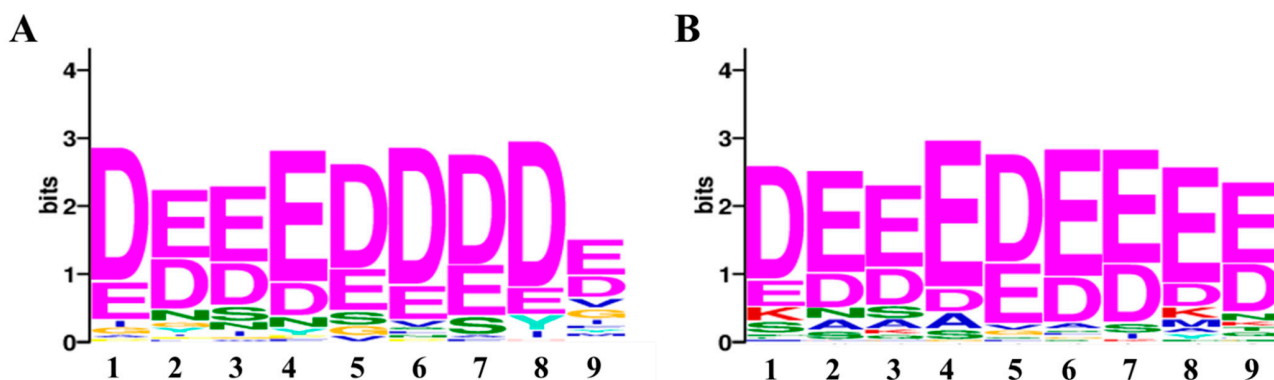 A
4
3
2
1
0
bits
D E E E D D D D E
E D D D E E E E D
N S N S V S Y V
1 2 3 4 5 6 7 8 9
B
4
3
2
1
0
bits
D E E E D E E E E
E D D D E D D D D
K N S A V A S K N
1 2 3 4 5 6 7 8 9